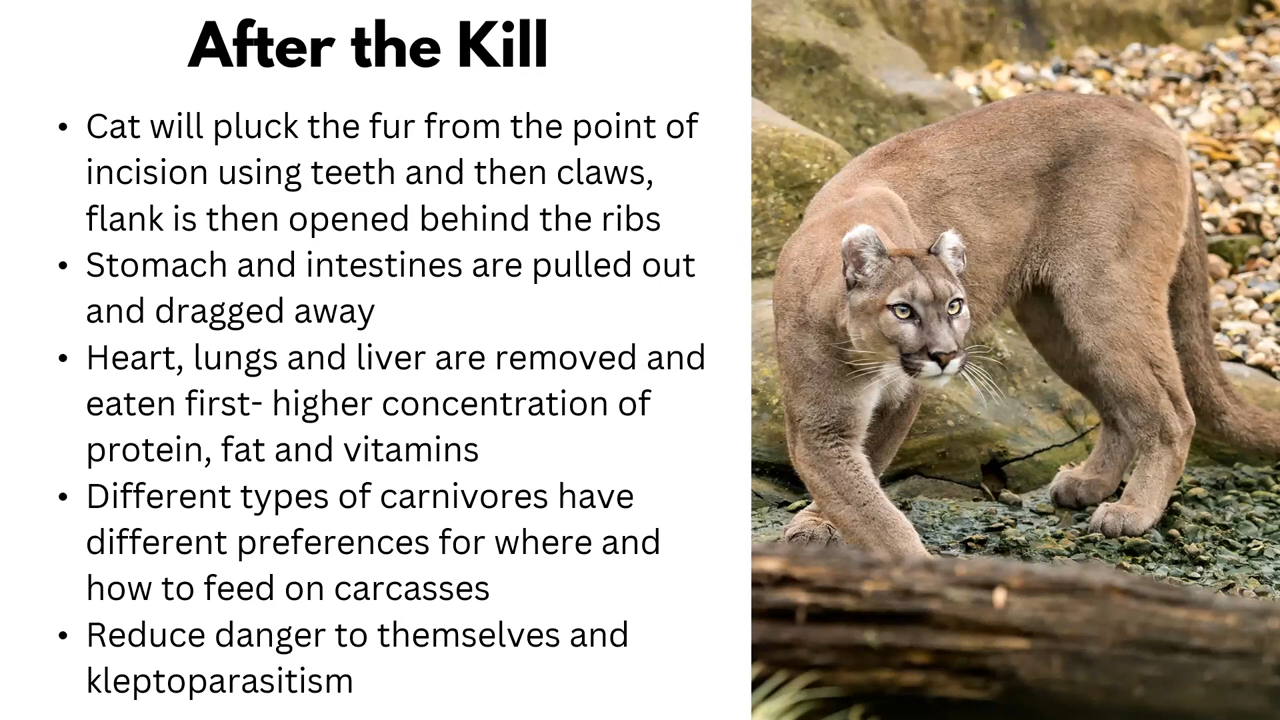 After the Kill
• Cat will pluck the fur from the point of
incision using teeth and then claws,
flank is then opened behind the ribs
• Stomach and intestines are pulled out
and dragged away
• Heart, lungs and liver are removed and
eaten first- higher concentration of
protein, fat and vitamins
• Different types of carnivores have
different preferences for where and
how to feed on carcasses
• Reduce danger to themselves and
kleptoparasitism